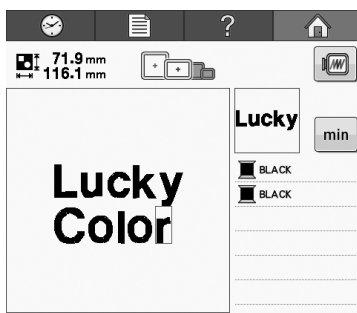 ?
71.9 mm
116.1 mm
Lucky
min
BLACK
BLACK
Lucky
Color